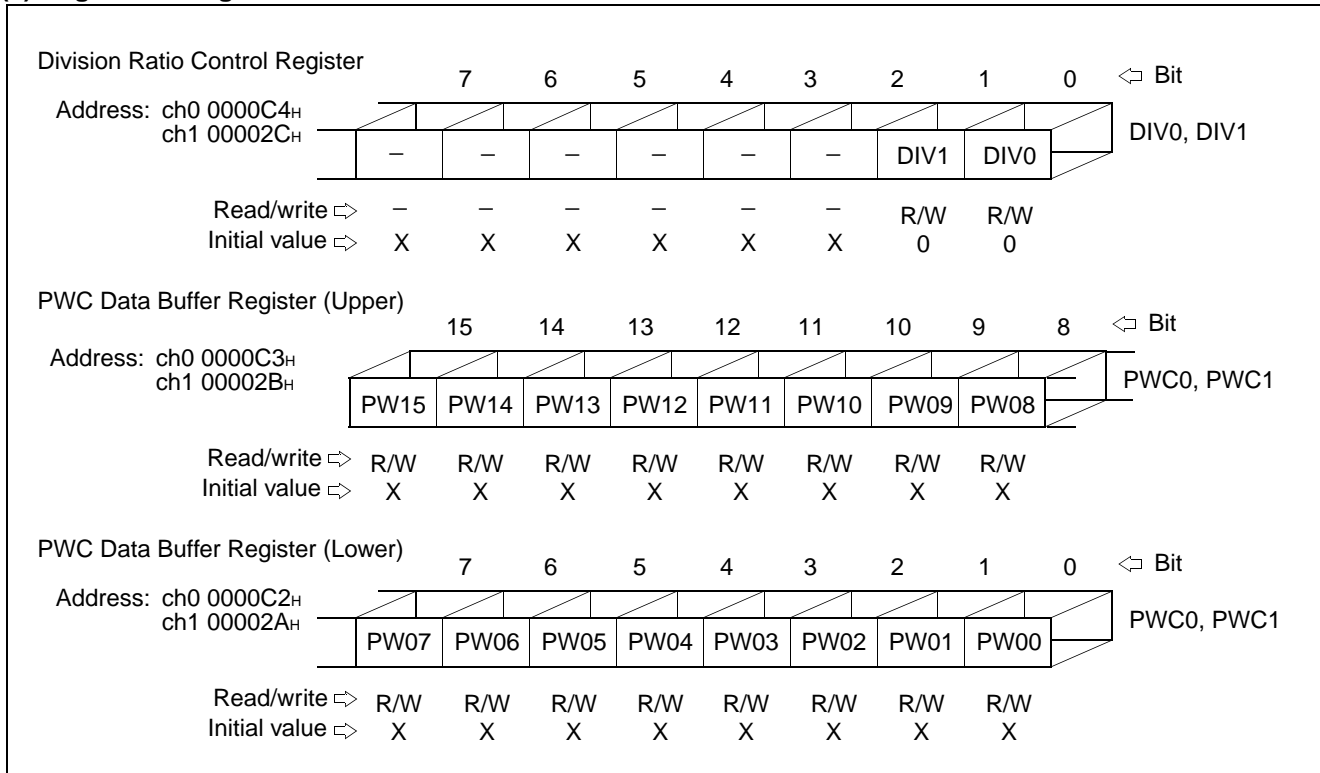 Division Ratio Control Register
7 6 5 4 3 2 1 0 ⇦ Bit
Address: ch0 0000C4H
ch1 00002CH
DIV0, DIV1
– – – – – – DIV1 DIV0
Read/write ⇨ – – – – – – R/W R/W
Initial value ⇨ X X X X X X 0 0
PWC Data Buffer Register (Upper)
15 14 13 12 11 10 9 8 ⇦ Bit
Address: ch0 0000C3H
ch1 00002BH
PWC0, PWC1
PW15 PW14 PW13 PW12 PW11 PW10 PW09 PW08
Read/write ⇨ R/W R/W R/W R/W R/W R/W R/W R/W
Initial value ⇨ X X X X X X X X
PWC Data Buffer Register (Lower)
7 6 5 4 3 2 1 0 ⇦ Bit
Address: ch0 0000C2H
ch1 00002AH
PWC0, PWC1
PW07 PW06 PW05 PW04 PW03 PW02 PW01 PW00
Read/write ⇨ R/W R/W R/W R/W R/W R/W R/W R/W
Initial value ⇨ X X X X X X X X